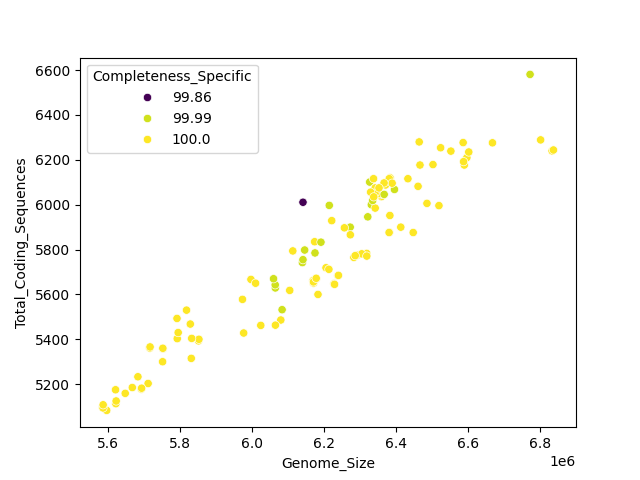 Completeness_Specific
99.86
99.99
100.0
Total_Coding_Sequences
6600
6400
6200
6000
5800
5600
5400
5200
5.6 5.8 6.0 6.2 6.4 6.6 6.8
1e6
Genome_Size